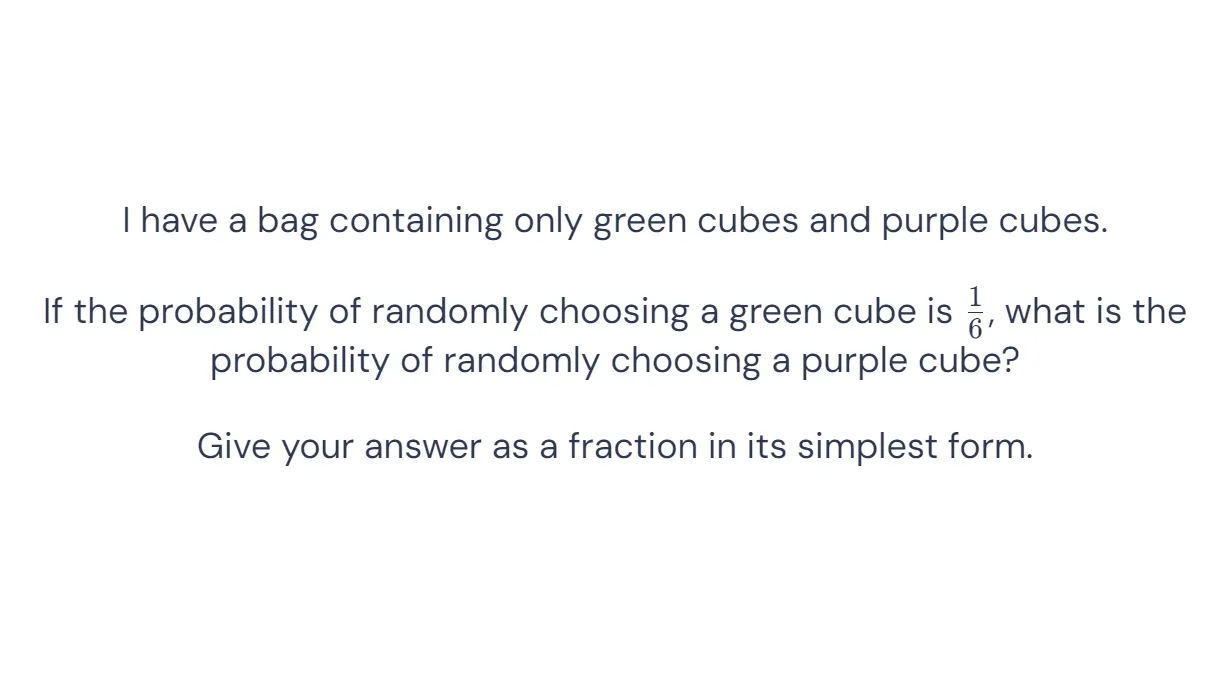 I have a bag containing only green cubes and purple cubes.
If the probability of randomly choosing a green cube is 1/6, what is the
probability of randomly choosing a purple cube?
Give your answer as a fraction in its simplest form.